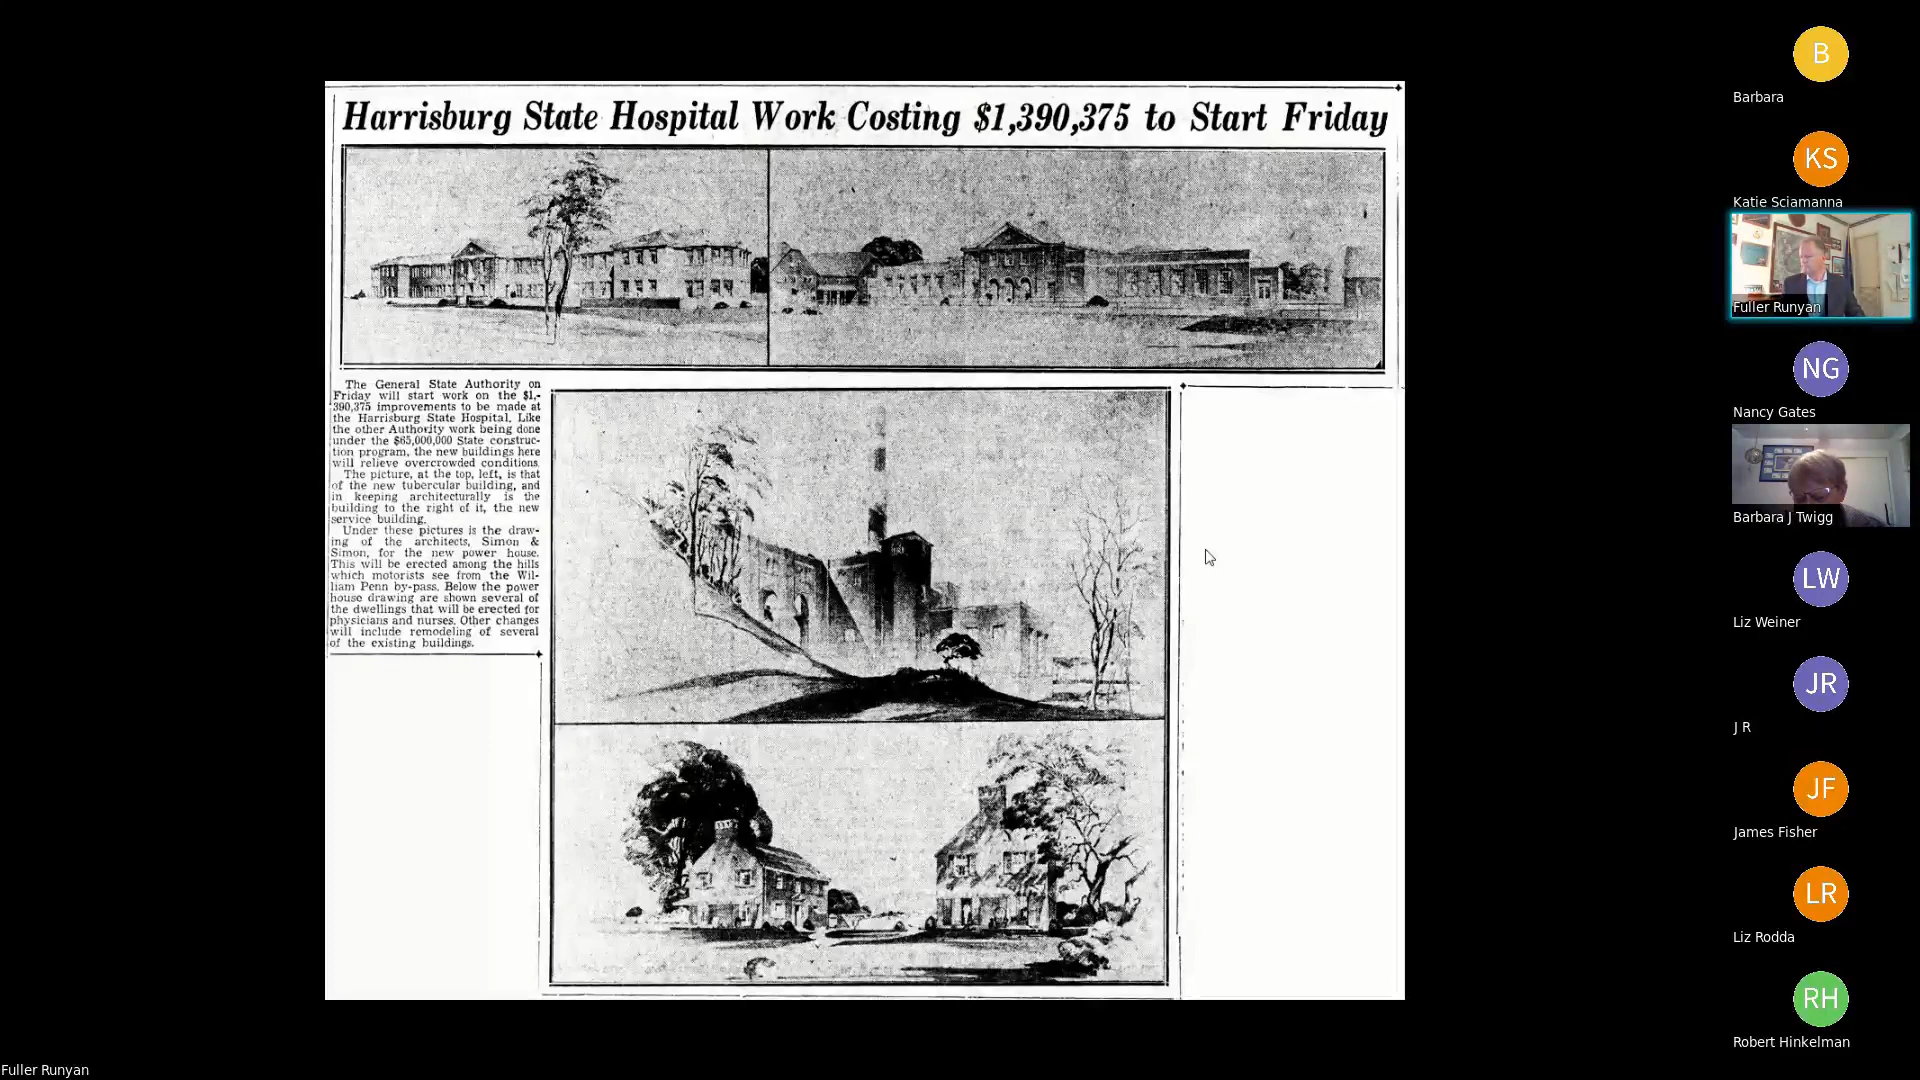 Harrisburg State Hospital Work Costing $1,390,375 to Start Friday
The General State Authority on
Friday will start work on the $1,-
390,375 improvements to be made at
the Harrisburg State Hospital. Like
the other Authority work being done
under the $65,000,000 State construc-
tion program, the new buildings here
will relieve overcrowded conditions.
The picture, at the top, left, is that
of the new tubercular building, and
in keeping architecturally is the
building to the right of it, the new
service building.
Under these pictures is the draw-
ing of the architects, Simon &
Simon, for the new power house.
This will be erected among the hills
which motorists see from the Wil-
liam Penn by-pass. Below the power
house drawing are shown several of
the dwellings that will be erected for
physicians and nurses. Other changes
will include remodeling of several
of the existing buildings.
B
Barbara
KS
Katie Sciamanna
Fuller Runyan
NG
Nancy Gates
Barbara J Twigg
LW
Liz Weiner
JR
J R
JF
James Fisher
LR
Liz Rodda
RH
Robert Hinkelman
Fuller Runyan